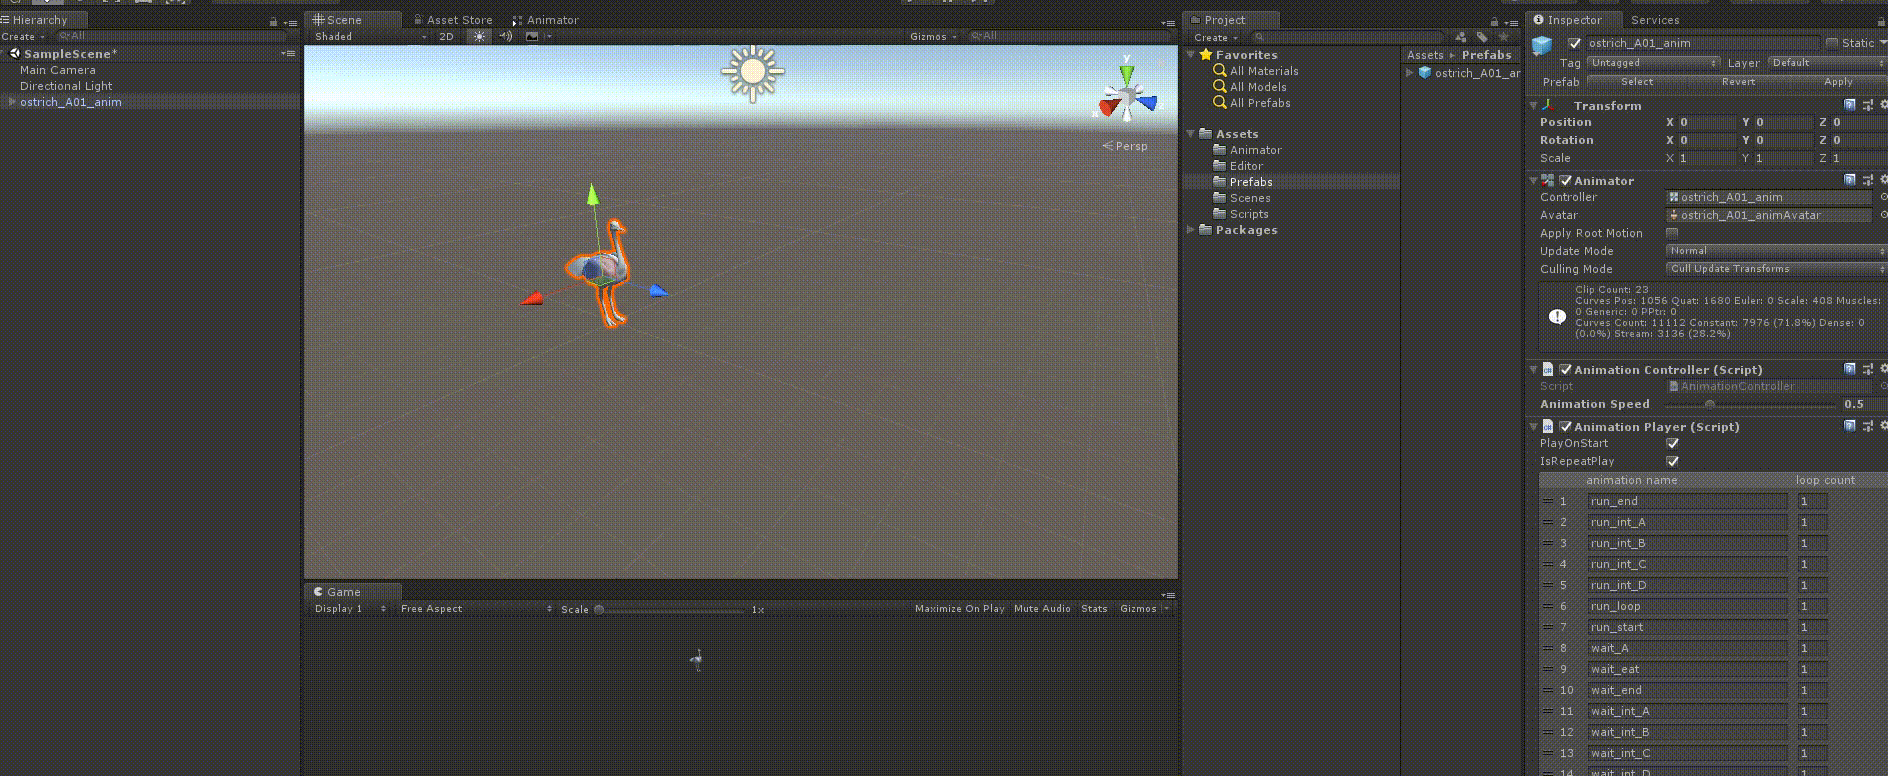 Hierarchy
Create
All
SampleScene*
Main Camera
Directional Light
ostrich_A01_anim
Scene
Asset Store
Animator
Shaded
2D
Gizmos
All
y
Persp
Game
Display 1
Free Aspect
Scale
1x
Maximize On Play
Mute Audio
Stats
Gizmos
Project
Create
Favorites
All Materials
All Models
All Prefabs
Assets
Animator
Editor
Prefabs
Scenes
Scripts
Packages
Assets
Prefabs
ostrich_A01_ar
Inspector
Services
ostrich_A01_anim
Static
Tag Untagged Layer Default
Prefab Select Revert Apply
Transform
Position X 0 Y 0 Z 0
Rotation X 0 Y 0 Z 0
Scale X 1 Y 1 Z 1
Animator
Controller ostrich_A01_anim
Avatar ostrich_A01_animAvatar
Apply Root Motion
Update Mode Normal
Culling Mode Cull Update Transforms
Clip Count: 23
Curves Pos: 1056 Quat: 1680 Euler: 0 Scale: 408 Muscles:
0 Generic: 0 PPtr: 0
Curves Count: 11112 Constant: 7976 (71.8%) Dense: 0
(0.0%) Stream: 3136 (28.2%)
Animation Controller (Script)
Script AnimationController
Animation Speed 0.5
Animation Player (Script)
PlayOnStart
IsRepeatPlay
animation name loop count
1 run_end 1
2 run_int_A 1
3 run_int_B 1
4 run_int_C 1
5 run_int_D 1
6 run_loop 1
7 run_start 1
8 wait_A 1
9 wait_eat 1
10 wait_end 1
11 wait_int_A 1
12 wait_int_B 1
13 wait_int_C 1
14 wait_int_D 1